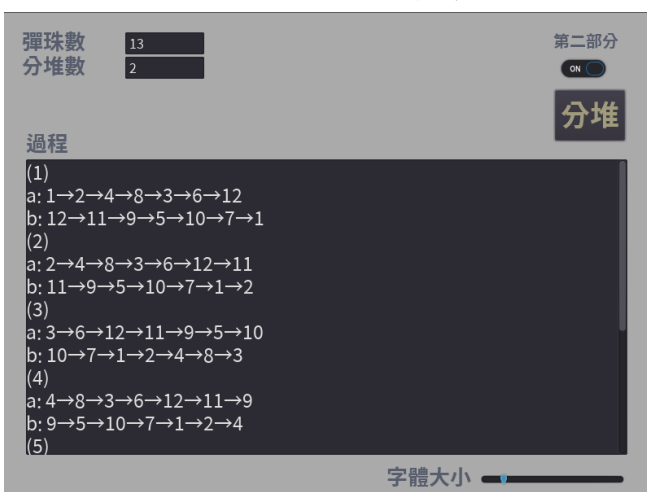 彈珠數 13
分堆數 2
第二部分
ON
分堆
過程
(1)
a: 1→2→4→8→3→6→12
b: 12→11→9→5→10→7→1
(2)
a: 2→4→8→3→6→12→11
b: 11→9→5→10→7→1→2
(3)
a: 3→6→12→11→9→5→10
b: 10→7→1→2→4→8→3
(4)
a: 4→8→3→6→12→11→9
b: 9→5→10→7→1→2→4
(5)
字體大小